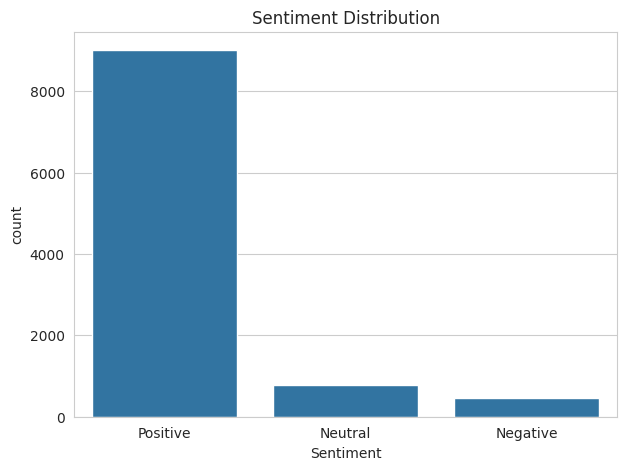 Sentiment Distribution
count
8000
6000
4000
2000
0
Positive Neutral Negative
Sentiment